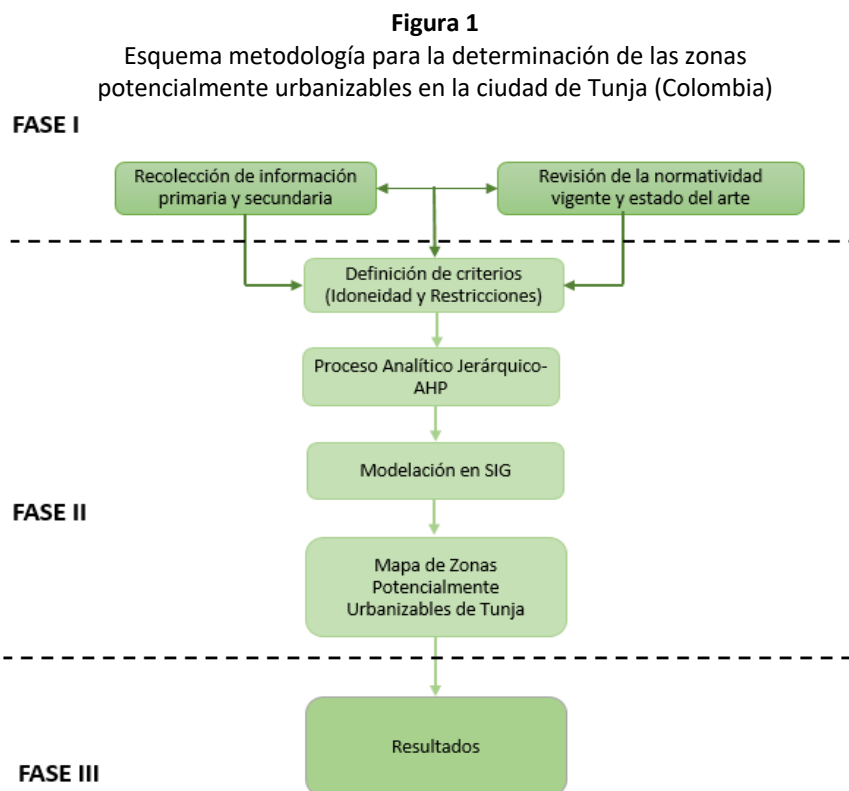 Figura 1
Esquema metodología para la determinación de las zonas
potencialmente urbanizables en la ciudad de Tunja (Colombia)
FASE I
Recolección de información
primaria y secundaria
Revisión de la normatividad
vigente y estado del arte
Definición de criterios
(Idoneidad y Restricciones)
Proceso Analítico Jerárquico-
AHP
Modelación en SIG
FASE II
Mapa de Zonas
Potencialmente
Urbanizables de Tunja
Resultados
FASE III